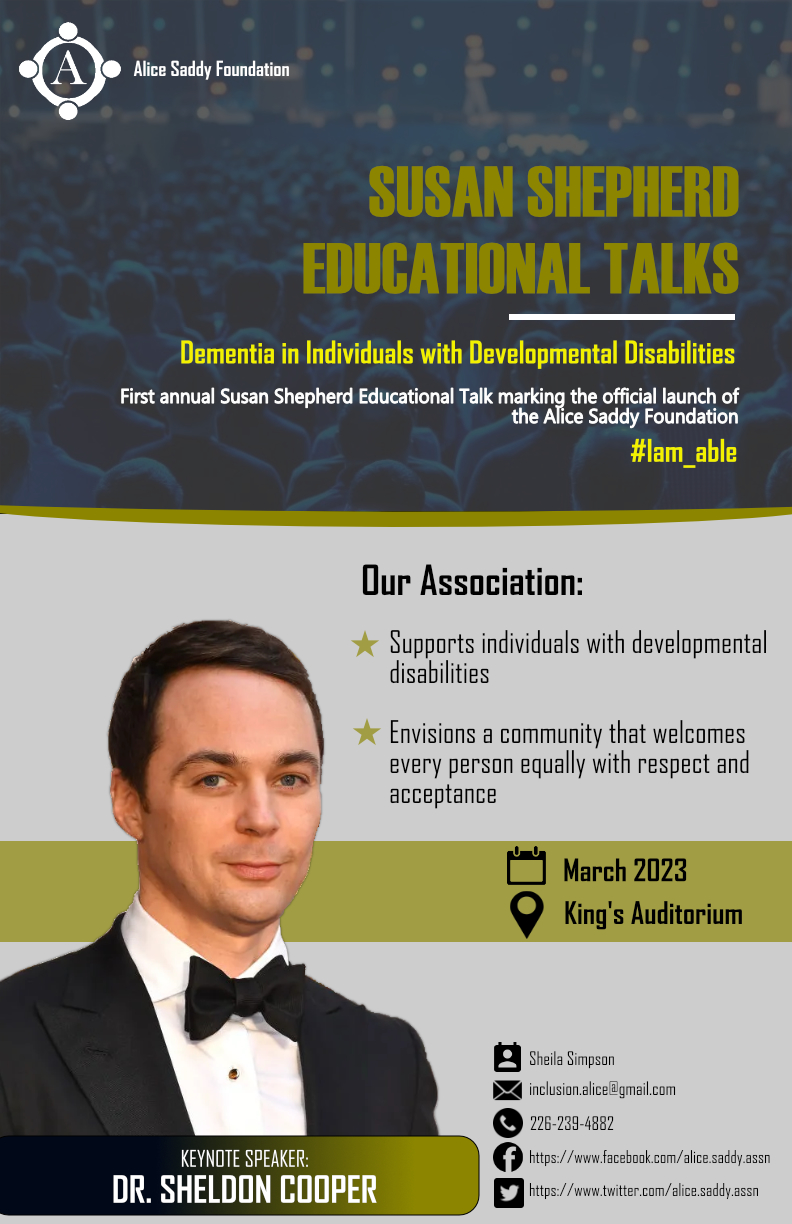 A
Alice Saddy Foundation
SUSAN SHEPHERD
EDUCATIONAL TALKS
Dementia in Individuals with Developmental Disabilities
First annual Susan Shepherd Educational Talk marking the official launch of
the Alice Saddy Foundation
#Iam_able
Our Association:
Supports individuals with developmental
disabilities
Envisions a community that welcomes
every person equally with respect and
acceptance
March 2023
King's Auditorium
Sheila Simpson
inclusion.alice@gmail.com
226-239-4882
https://www.facebook.com/alice.saddy.assn
https://www.twitter.com/alice.saddy.assn
KEYNOTE SPEAKER:
DR. SHELDON COOPER